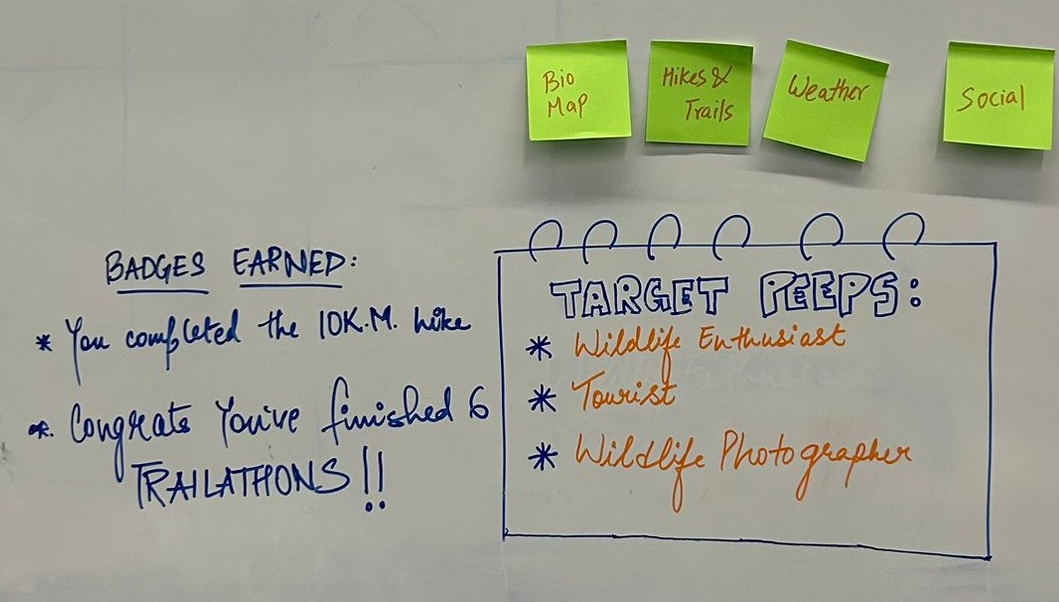 Bio
Map
Hikes &
Trails
Weather
Social
BADGES EARNED:
* You completed the 10K.M. hike
*. Congrats You've finished 6
TRAILATHONS!!
TARGET PEEPS:
* Wildlife Enthusiast
* Tourist
* Wildlife Photographer